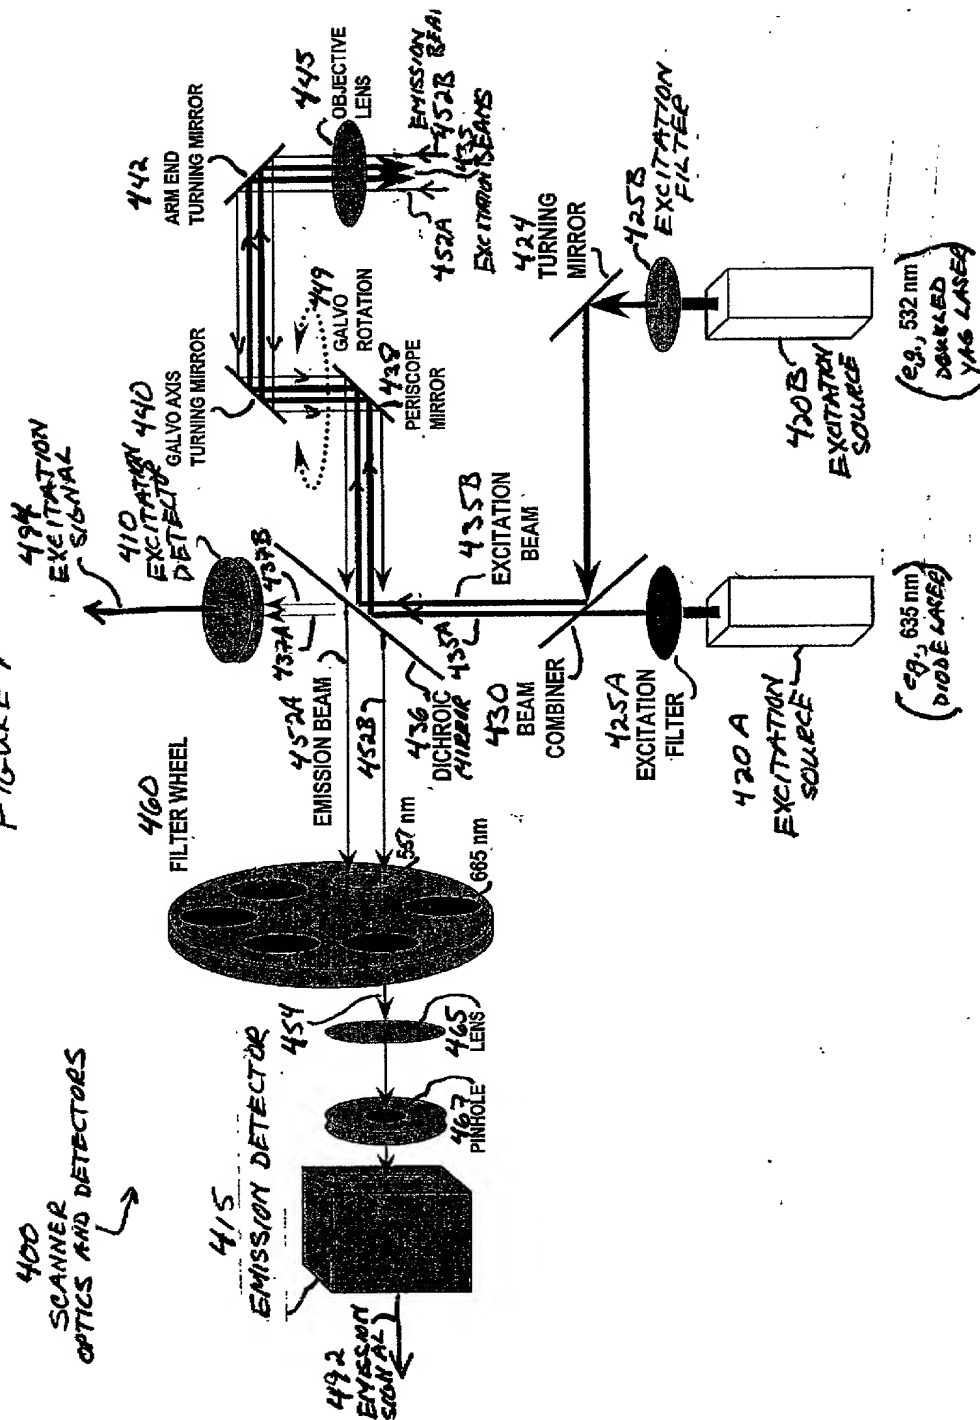 FIGURE
400
SCANNER
OPTICS AND DETECTORS
494
EXCITATION
SIGNAL
410
EXCITATION
DETECTOR
440
GALVO AXIS
TURNING MIRROR
442
ARM END
TURNING MIRROR
445
OBJECTIVE
LENS
EMISSION
452B BEAM
435
452A
EXCITATION BEAMS
449
GALVO
ROTATION
438
PERISCOPE
MIRROR
460
FILTER WHEEL
437A
437B
452A
EMISSION BEAM
452B
436
DICHROIC
MIRROR
435A
435B
EXCITATION
BEAM
424
TURNING
MIRROR
425B
EXCITATION
FILTER
430
BEAM
COMBINER
425A
EXCITATION
FILTER
420A
EXCITATION
SOURCE
(e.g., 635 nm
DIODE LASER)
420B
EXCITATION
SOURCE
(e.g., 532 nm
DOUBLED
YAG LASER)
567 nm
665 nm
454
465
LENS
467
PINHOLE
415
EMISSION DETECTOR
492
EMISSION
SIGNAL